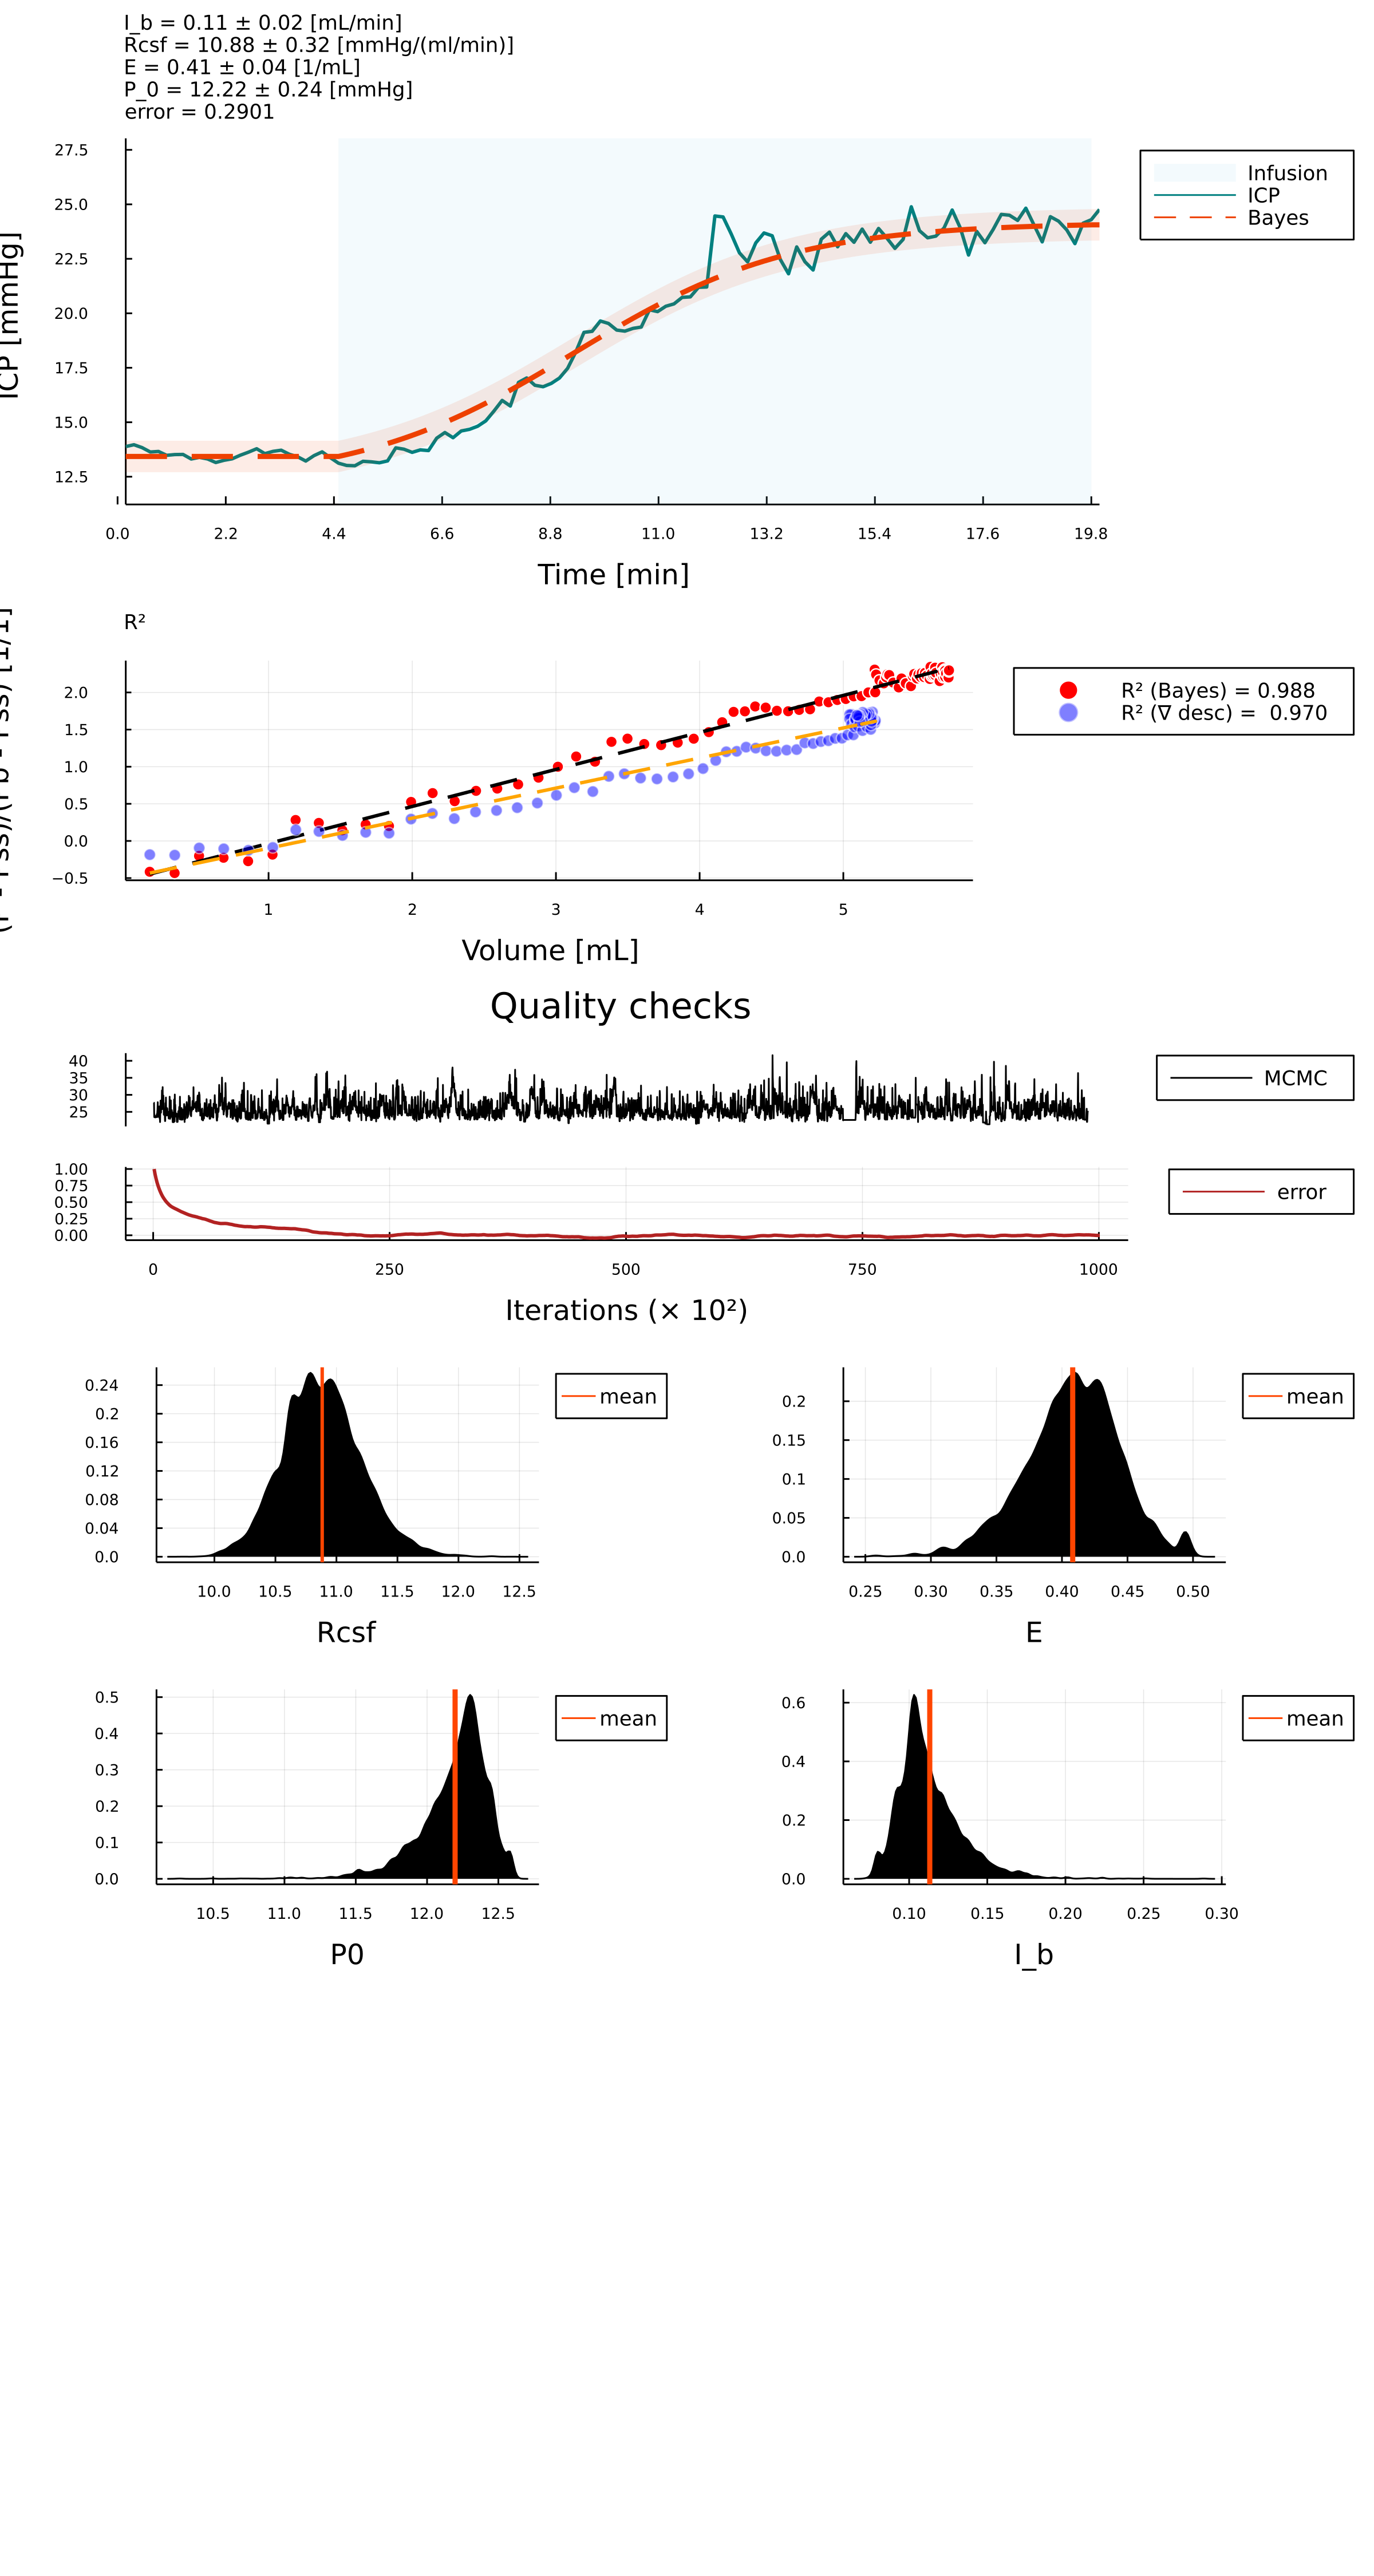 I_b = 0.11 ± 0.02 [mL/min]
Rcsf = 10.88 ± 0.32 [mmHg/(ml/min)]
E = 0.41 ± 0.04 [1/mL]
P_0 = 12.22 ± 0.24 [mmHg]
error = 0.2901
27.5
25.0
22.5
20.0
17.5
15.0
12.5
ICP [mmHg]
Infusion
ICP
Bayes
0.0 2.2 4.4 6.6 8.8 11.0 13.2 15.4 17.6 19.8
Time [min]
R²
2.0
1.5
1.0
0.5
0.0
−0.5
[1/1]
R² (Bayes) = 0.988
R² (∇ desc) = 0.970
1 2 3 4 5
Volume [mL]
Quality checks
40
35
30
25
MCMC
1.00
0.75
0.50
0.25
0.00
error
0 250 500 750 1000
Iterations (× 10²)
0.24
0.2
0.16
0.12
0.08
0.04
0.0
mean
10.0 10.5 11.0 11.5 12.0 12.5
Rcsf
0.2
0.15
0.1
0.05
0.0
mean
0.25 0.30 0.35 0.40 0.45 0.50
E
0.5
0.4
0.3
0.2
0.1
0.0
mean
10.5 11.0 11.5 12.0 12.5
P0
0.6
0.4
0.2
0.0
mean
0.10 0.15 0.20 0.25 0.30
I_b